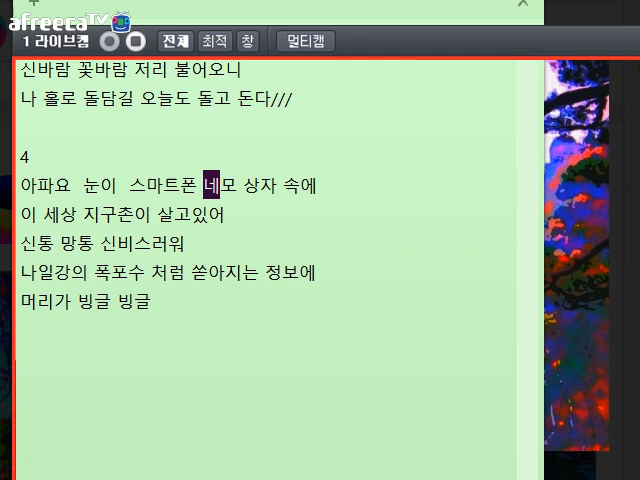 afreecaTV
1 라이브캠 전체 최적 창 멀티캠
신바람 꽃바람 저리 불어오니
나 홀로 돌담길 오늘도 돌고 돈다///
4
아파요 눈이 스마트폰 네모 상자 속에
이 세상 지구촌이 살고있어
신통 망통 신비스러워
나일강의 폭포수 처럼 쏟아지는 정보에
머리가 빙글 빙글